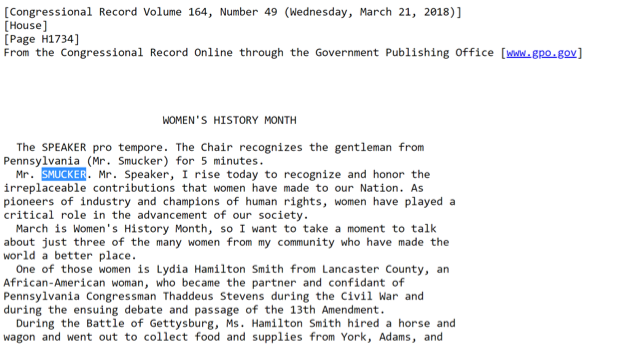 [Congressional Record Volume 164, Number 49 (Wednesday, March 21, 2018)]
[House]
[Page H1734]
From the Congressional Record Online through the Government Publishing Office [www.gpo.gov]
WOMEN'S HISTORY MONTH
The SPEAKER pro tempore. The Chair recognizes the gentleman from
Pennsylvania (Mr. Smucker) for 5 minutes.
Mr. SMUCKER. Mr. Speaker, I rise today to recognize and honor the
irreplaceable contributions that women have made to our Nation. As
pioneers of industry and champions of human rights, women have played a
critical role in the advancement of our society.
March is Women's History Month, so I want to take a moment to talk
about just three of the many women from my community who have made the
world a better place.
One of those women is Lydia Hamilton Smith from Lancaster County, an
African-American woman, who became the partner and confidant of
Pennsylvania Congressman Thaddeus Stevens during the Civil War and
during the ensuing debate and passage of the 13th Amendment.
During the Battle of Gettysburg, Ms. Hamilton Smith hired a horse and
wagon and went out to collect food and supplies from York, Adams, and